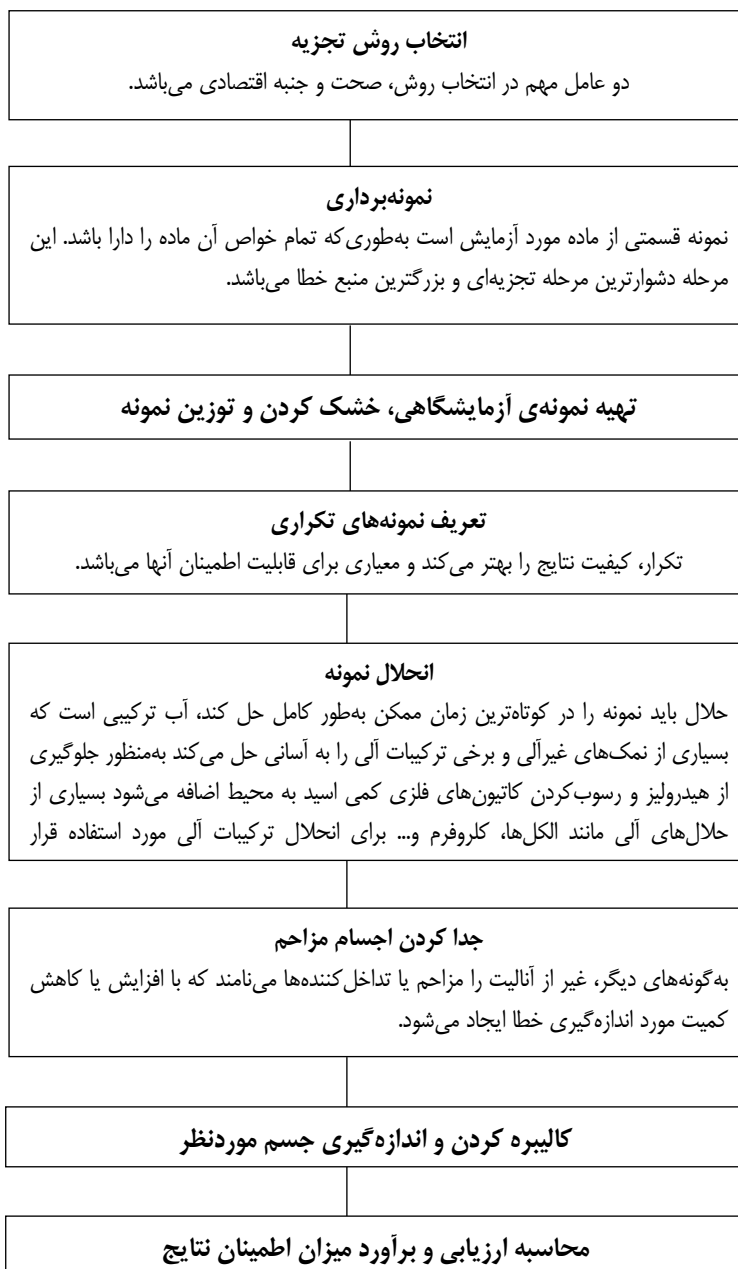 انتخاب روش تجزیه
دو عامل مهم در انتخاب روش، صحت و جنبه اقتصادی می‌باشد.
نمونه‌برداری
نمونه قسمتی از ماده مورد آزمایش است به‌طوری‌که تمام خواص آن ماده را دارا باشد. این
مرحله دشوارترین مرحله تجزیه‌ای و بزرگترین منبع خطا می‌باشد.
تهیه نمونه‌ی آزمایشگاهی، خشک کردن و توزین نمونه
تعریف نمونه‌های تکراری
تکرار، کیفیت نتایج را بهتر می‌کند و معیاری برای قابلیت اطمینان آنها می‌باشد.
انحلال نمونه
حلال باید نمونه را در کوتاه‌ترین زمان ممکن به‌طور کامل حل کند، آب ترکیبی است که
بسیاری از نمک‌های غیرآلی و برخی ترکیبات آلی را به آسانی حل می‌کند به‌منظور جلوگیری
از هیدرولیز و رسوب‌کردن کاتیون‌های فلزی کمی اسید به محیط اضافه می‌شود بسیاری از
حلال‌های آلی مانند الکل‌ها، کلروفرم و... برای انحلال ترکیبات آلی مورد استفاده قرار
جدا کردن اجسام مزاحم
به‌گونه‌های دیگر، غیر از آنالیت را مزاحم یا تداخل‌کننده‌ها می‌نامند که با افزایش یا کاهش
کمیت مورد اندازه‌گیری خطا ایجاد می‌شود.
کالیبره کردن و اندازه‌گیری جسم موردنظر
محاسبه ارزیابی و برآورد میزان اطمینان نتایج